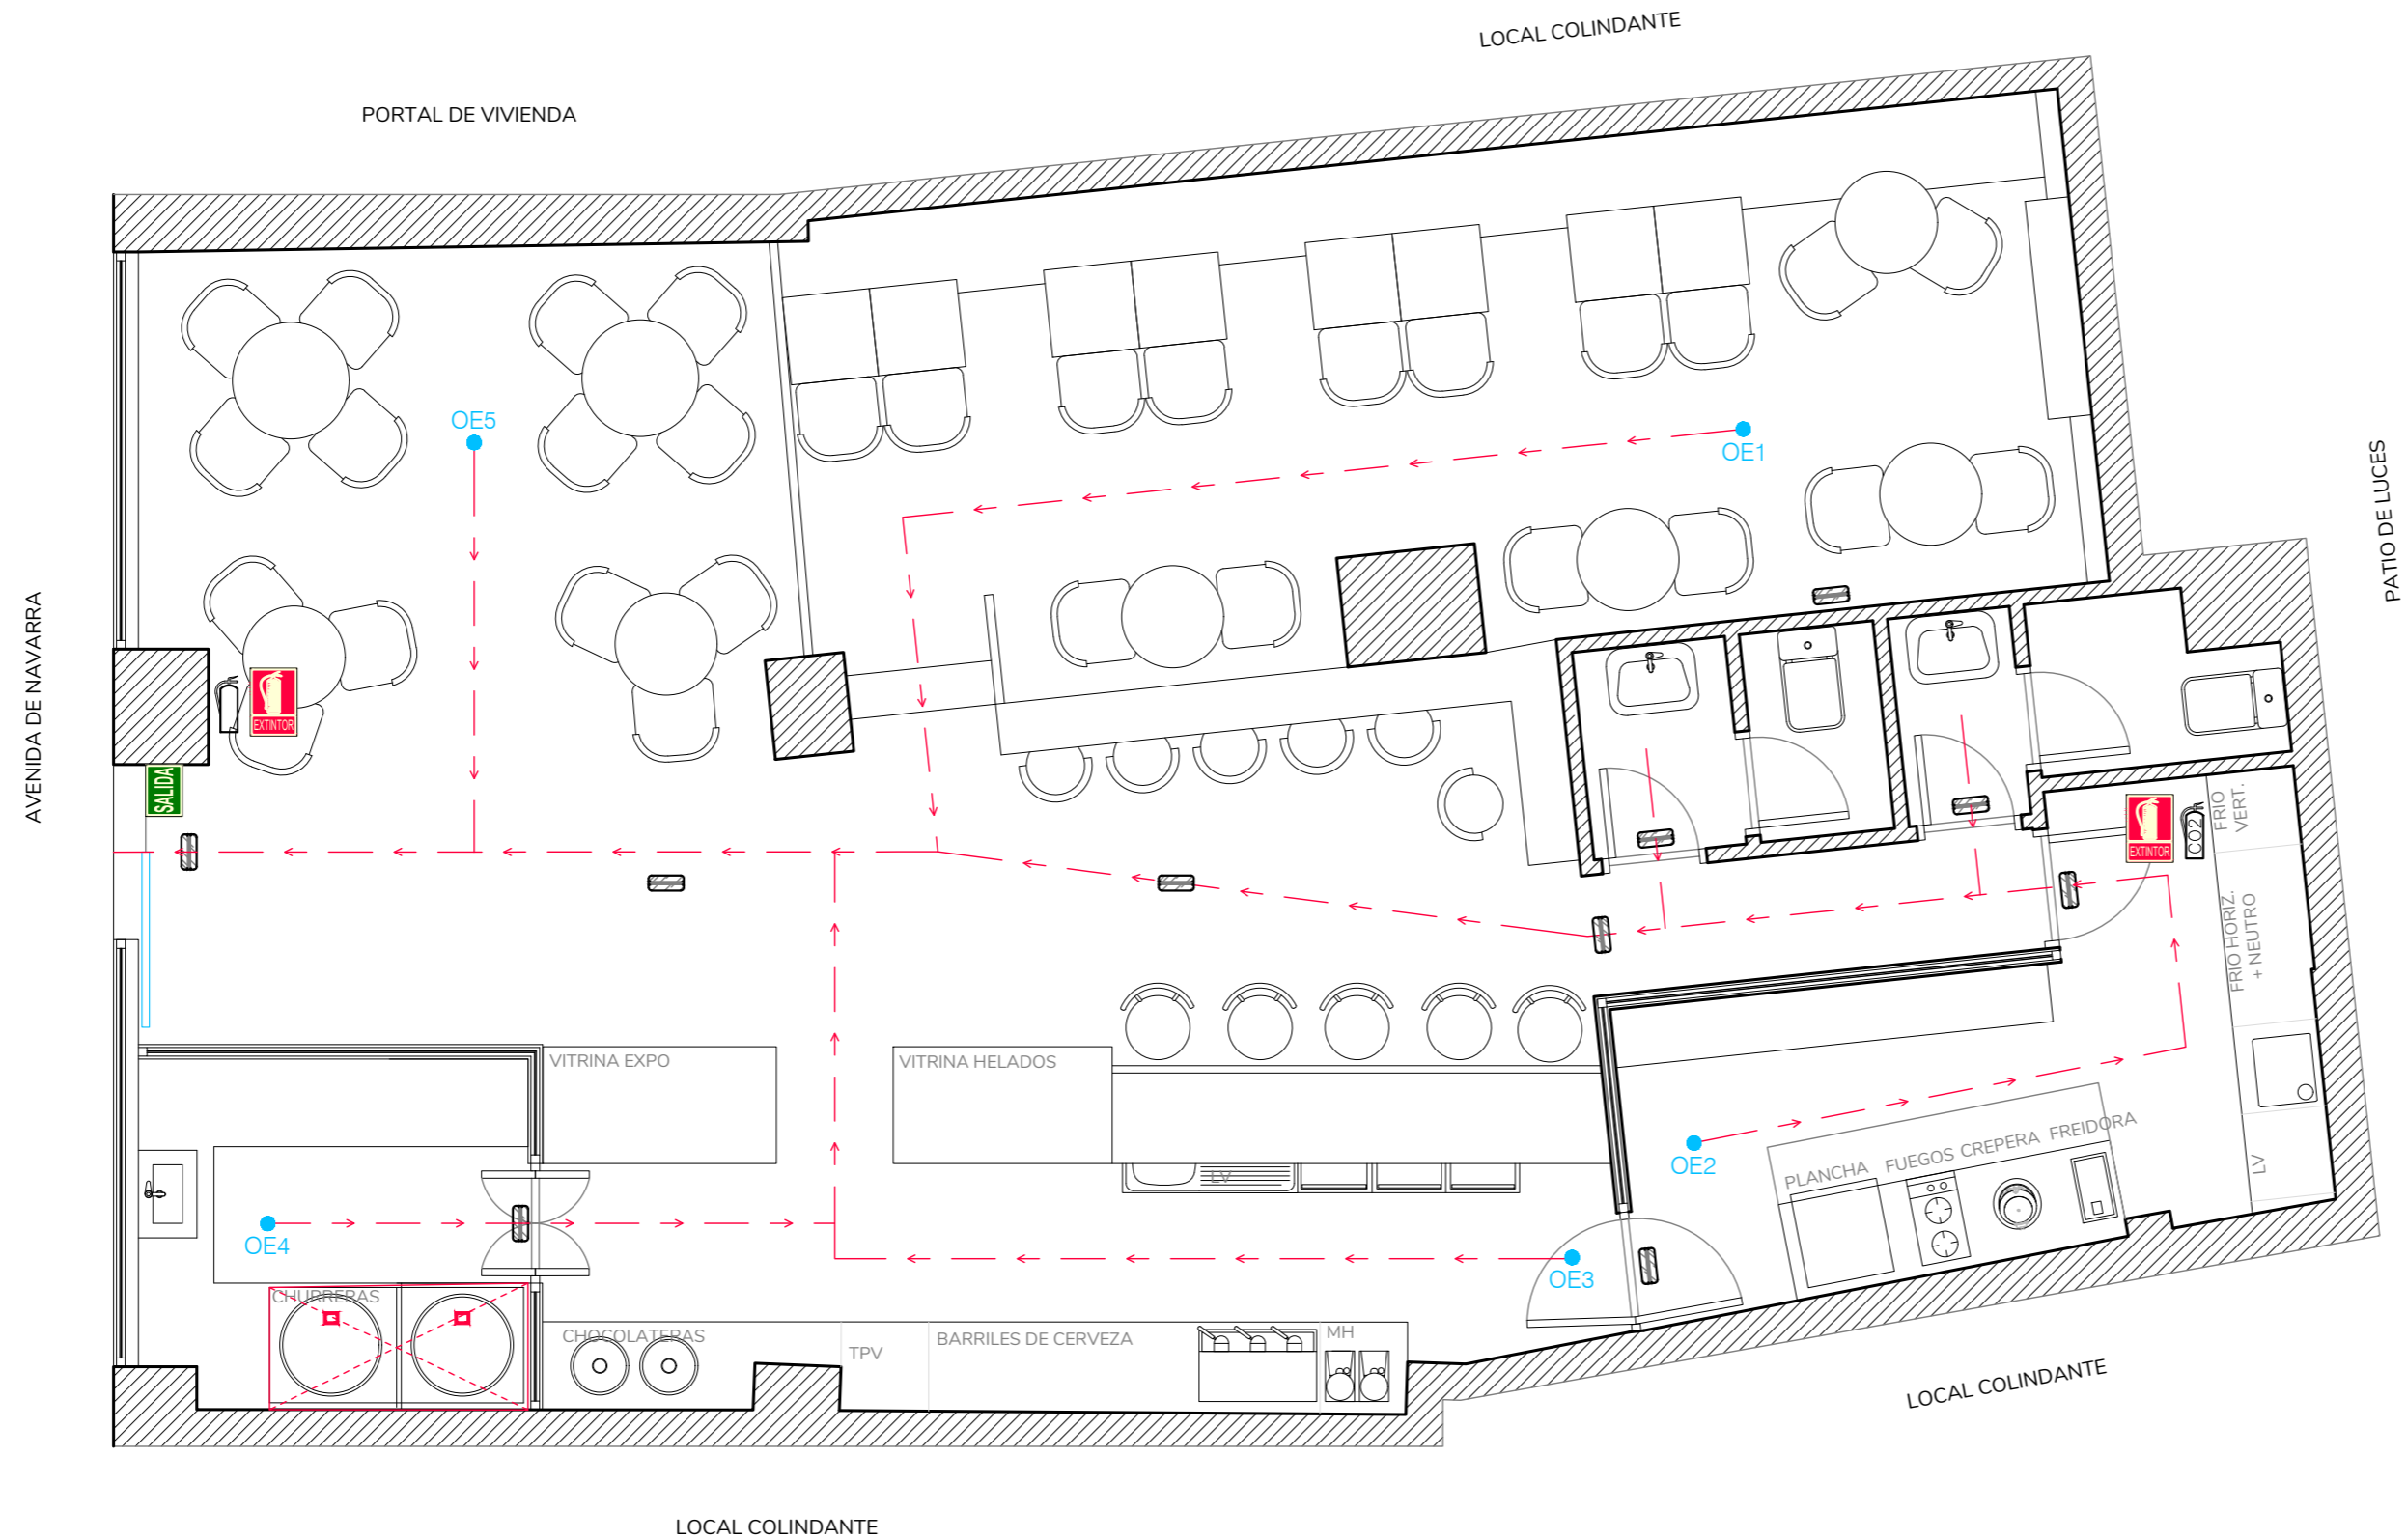 LOCAL COLINDANTE
PORTAL DE VIVIENDA
OE5
OE1
PATIO DE LUCES
AVENIDA DE NAVARRA
EXTINTOR
SALIDA
EXTINTOR
CO2
FRIO
VERT.
FRIO HORIZ.
+ NEUTRO
VITRINA EXPO
VITRINA HELADOS
LV
OE2
PLANCHA
FUEGOS
CREPERA
FREIDORA
LV
OE4
OE3
CHURRERAS
CHOCOLATERAS
TPV
BARRILES DE CERVEZA
MH
LOCAL COLINDANTE
LOCAL COLINDANTE